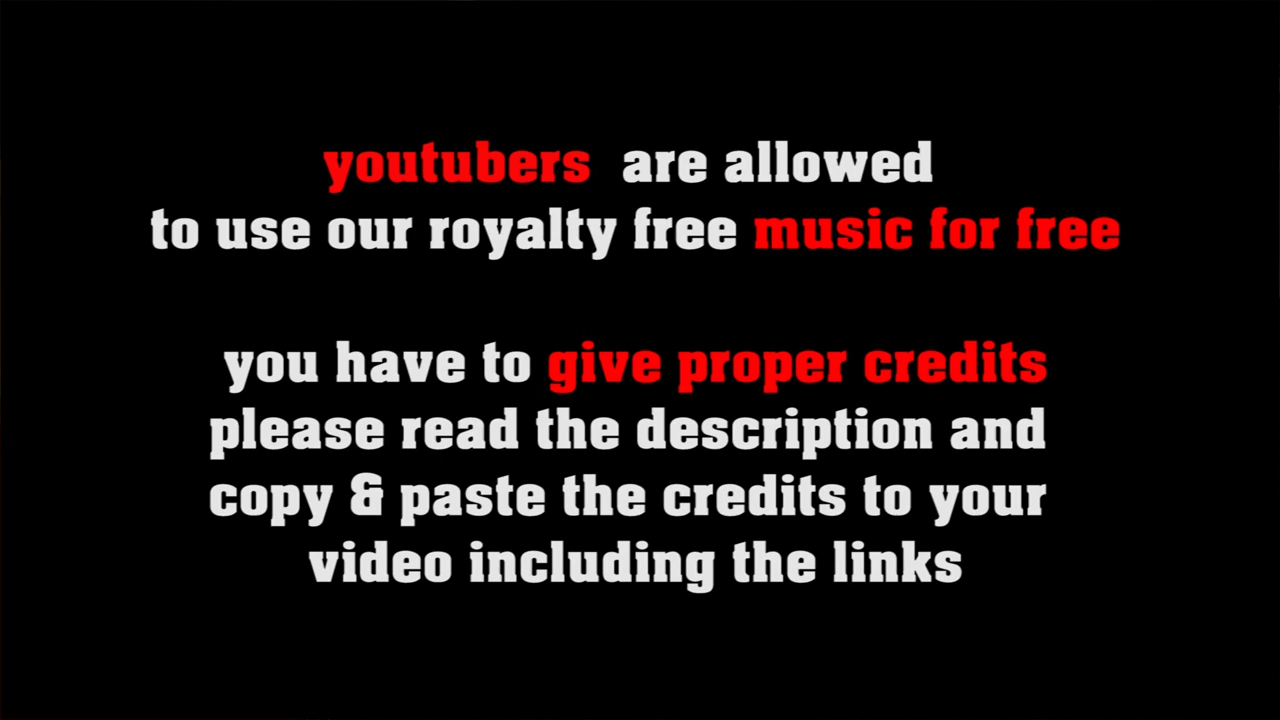 youtubers are allowed
to use our royalty free music for free
you have to give proper credits
please read the description and
copy & paste the credits to your
video including the links